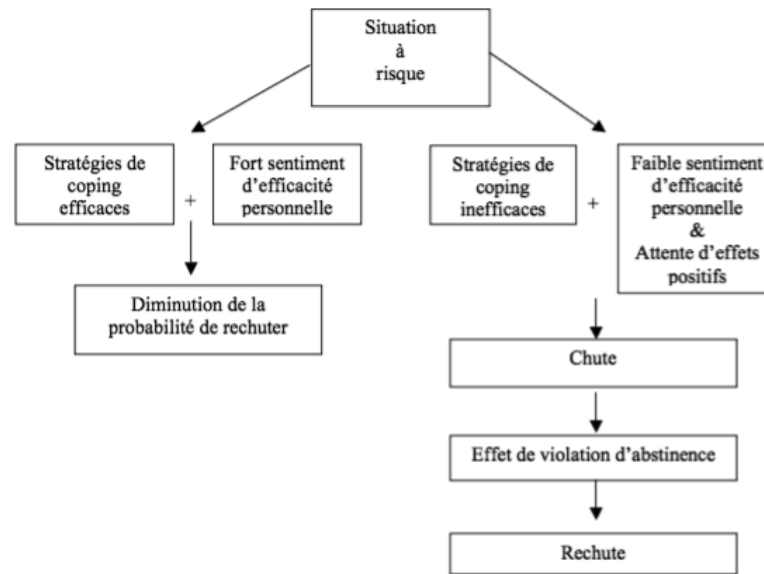 Situation
à
risque
Stratégies de
coping
efficaces
+
Fort sentiment
d’efficacité
personnelle
Stratégies de
coping
inefficaces
+
Faible sentiment
d’efficacité
personnelle
&
Attente d’effets
positifs
Diminution de la
probabilité de rechuter
Chute
Effet de violation d’abstinence
Rechute